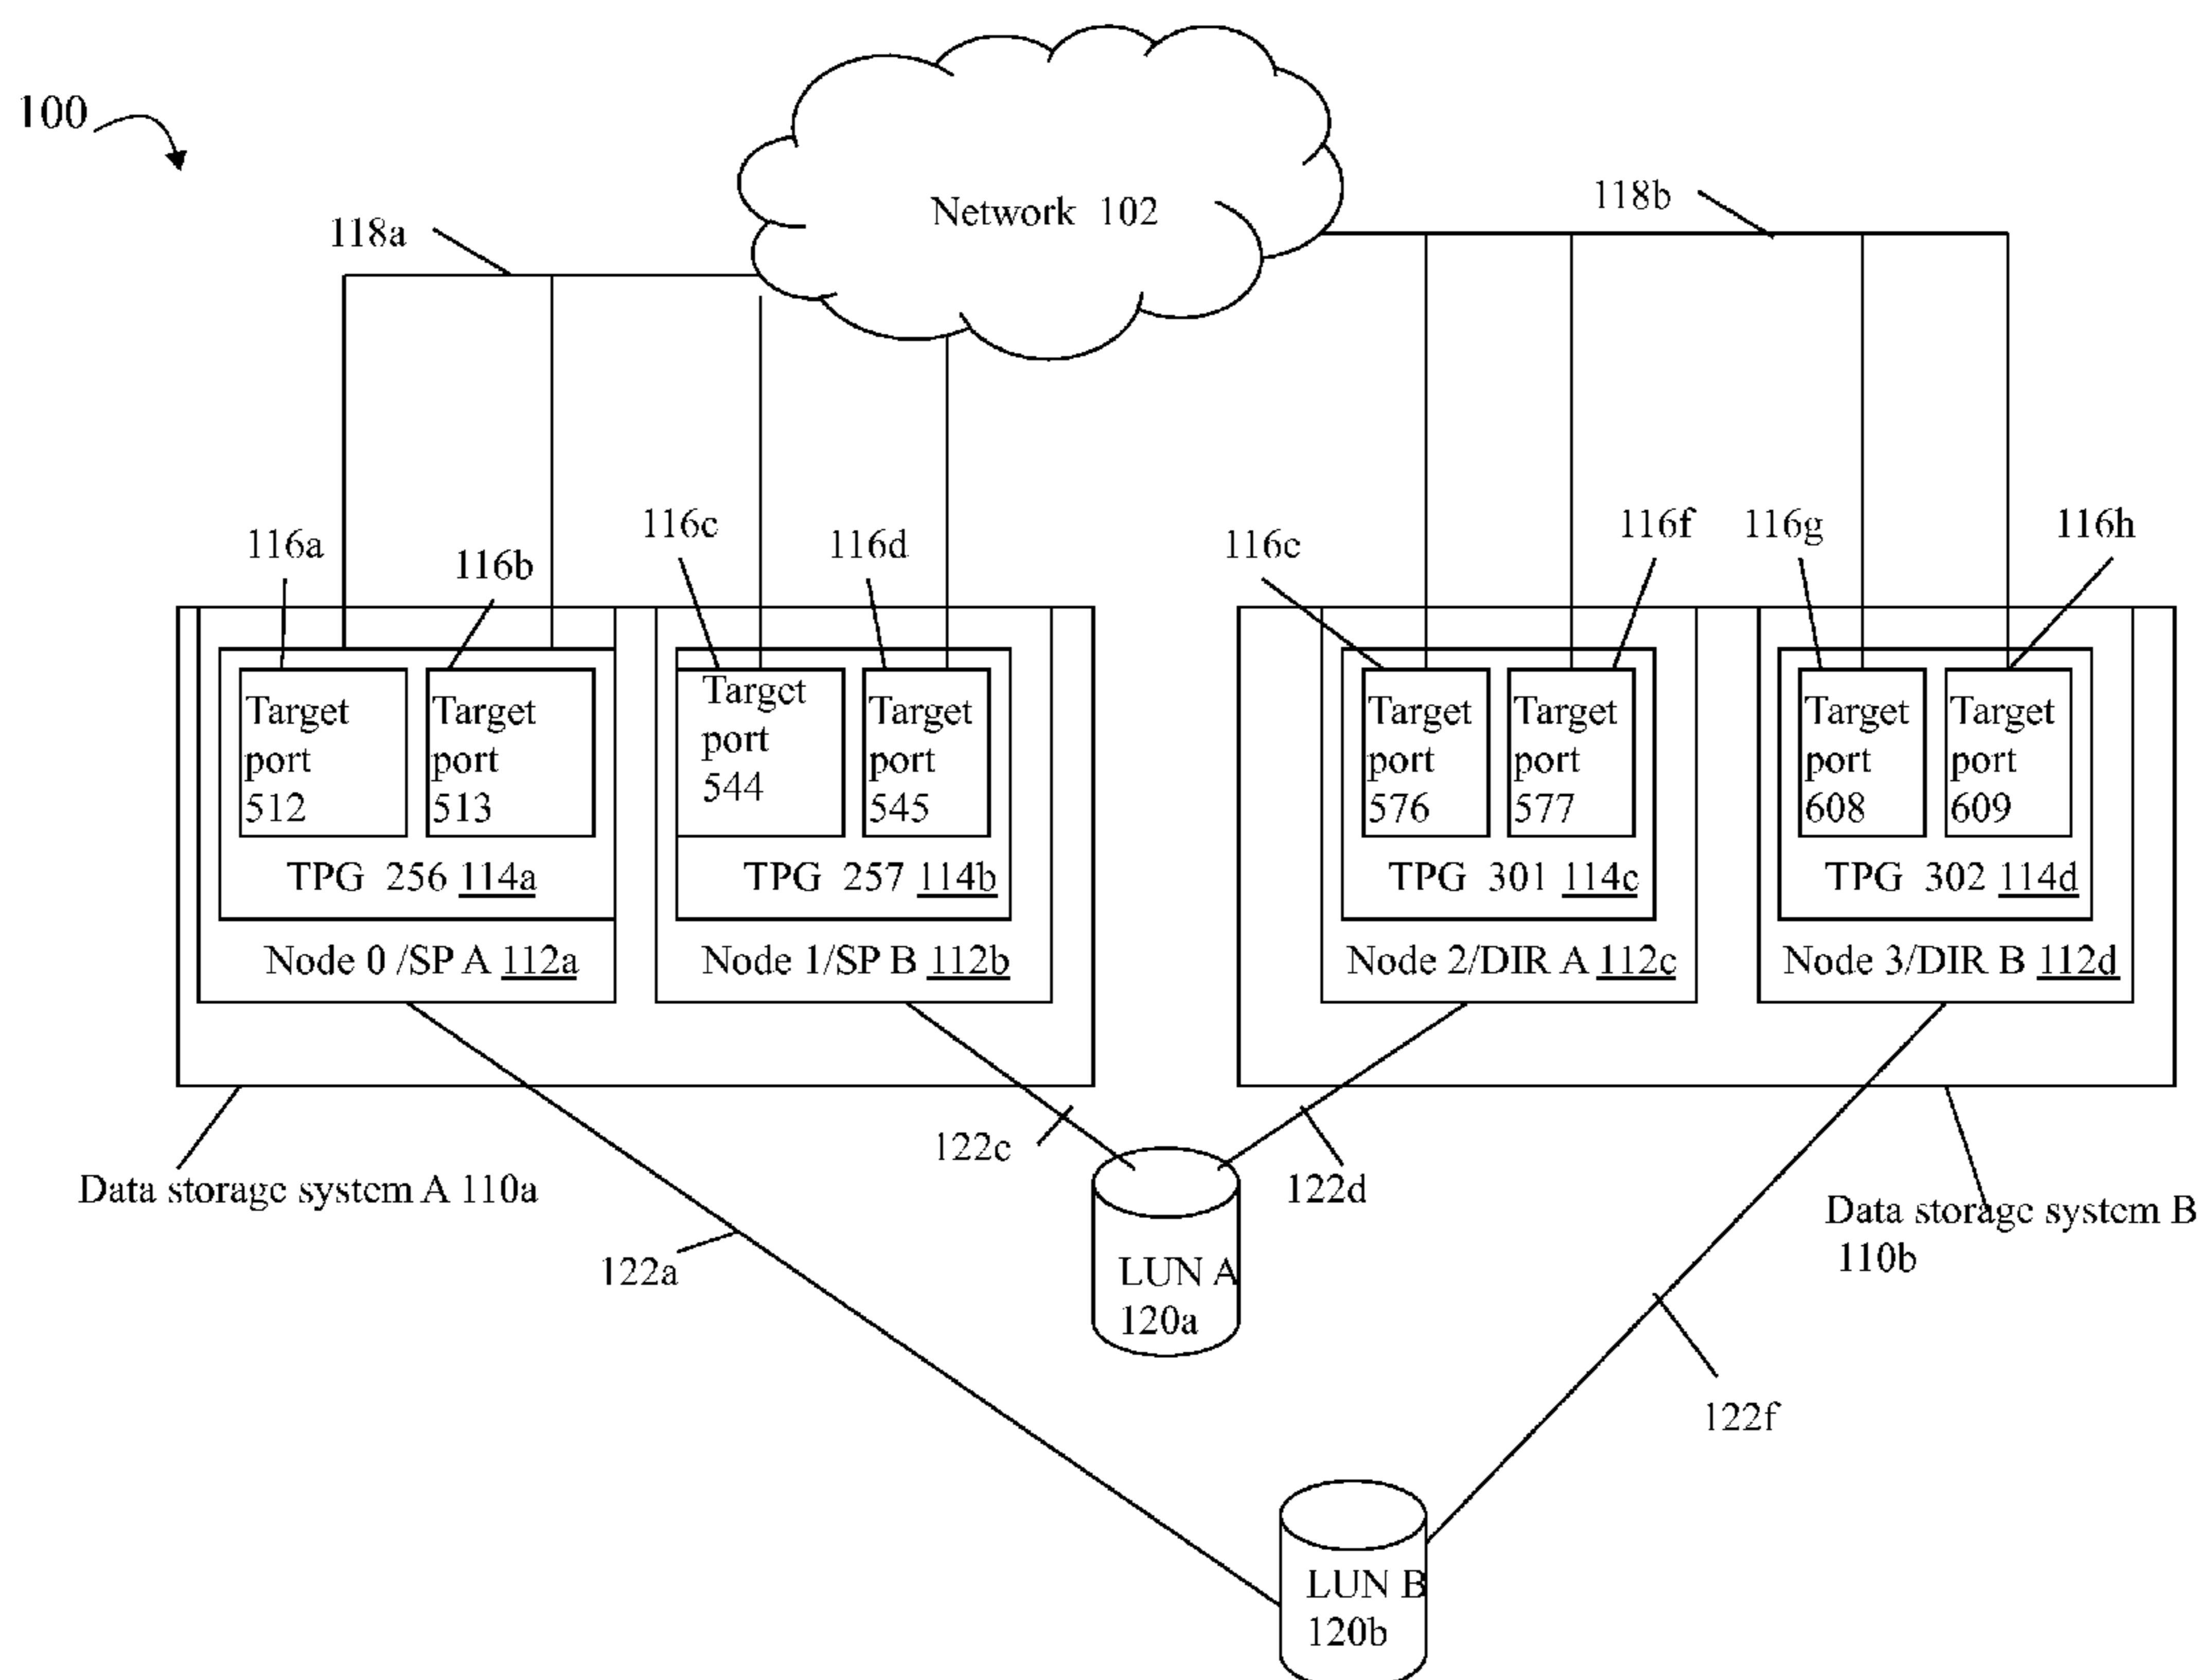 100
Network 102
118b
118a
116c
116f
116g
116h
116a
116d
116e
116b
Target
port
512
Target
port
513
Target
port
544
Target
port
545
Target
port
576
Target
port
577
Target
port
608
Target
port
609
TPG 256 114a
TPG 257 114b
TPG 301 114c
TPG 302 114d
Node 0 /SP A 112a
Node 1/SP B 112b
Node 2/DIR A 112c
Node 3/DIR B 112d
122c
Data storage system A 110a
122d
Data storage system B
110b
122a
LUN A
120a
122f
LUN B
120b